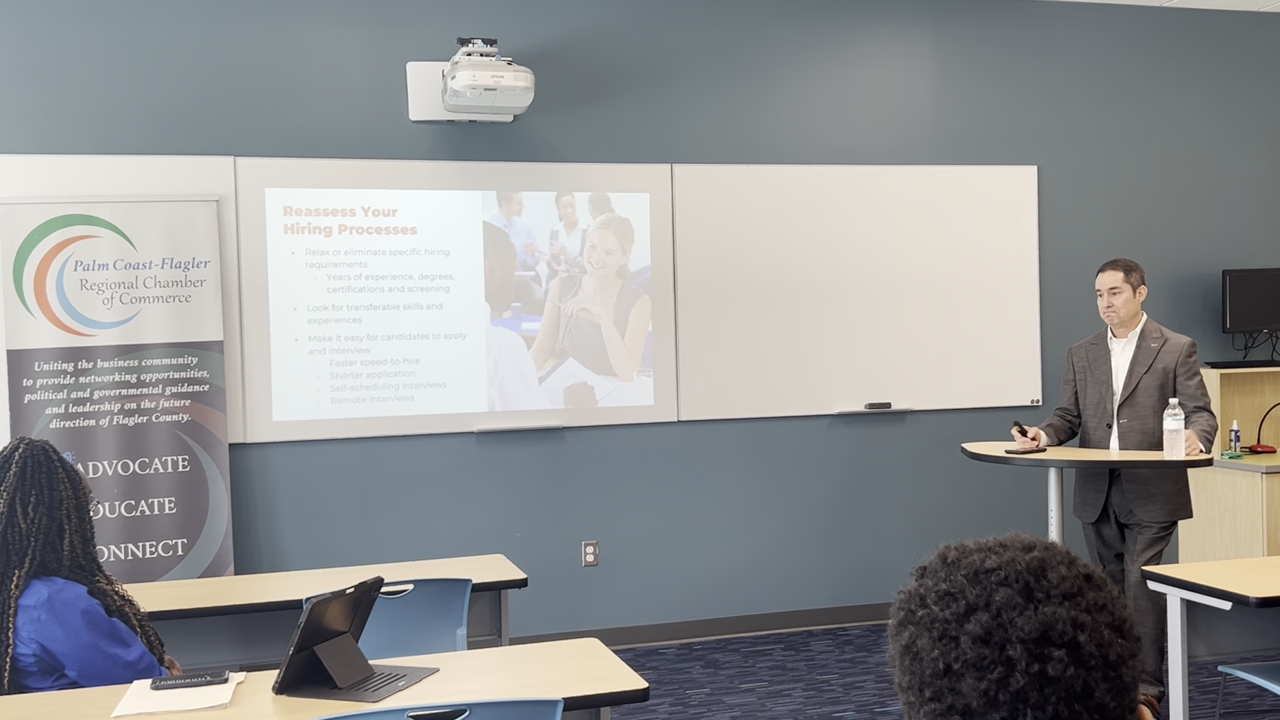 EPSON
Palm Coast-Flagler
Regional Chamber
of Commerce
Uniting the business community
to provide networking opportunities,
political and governmental guidance
and leadership on the future
direction of Flagler County.
ADVOCATE
DUCATE
ONNECT
Reassess Your
Hiring Processes
Relax or eliminate specific hiring
requirements
Years of experience, degrees,
certifications and screening
Look for transferable skills and
experiences
Make it easy for candidates to apply
and interview
Faster speed-to-hire
Shorter application
Self-scheduling interviews
Remote interviews